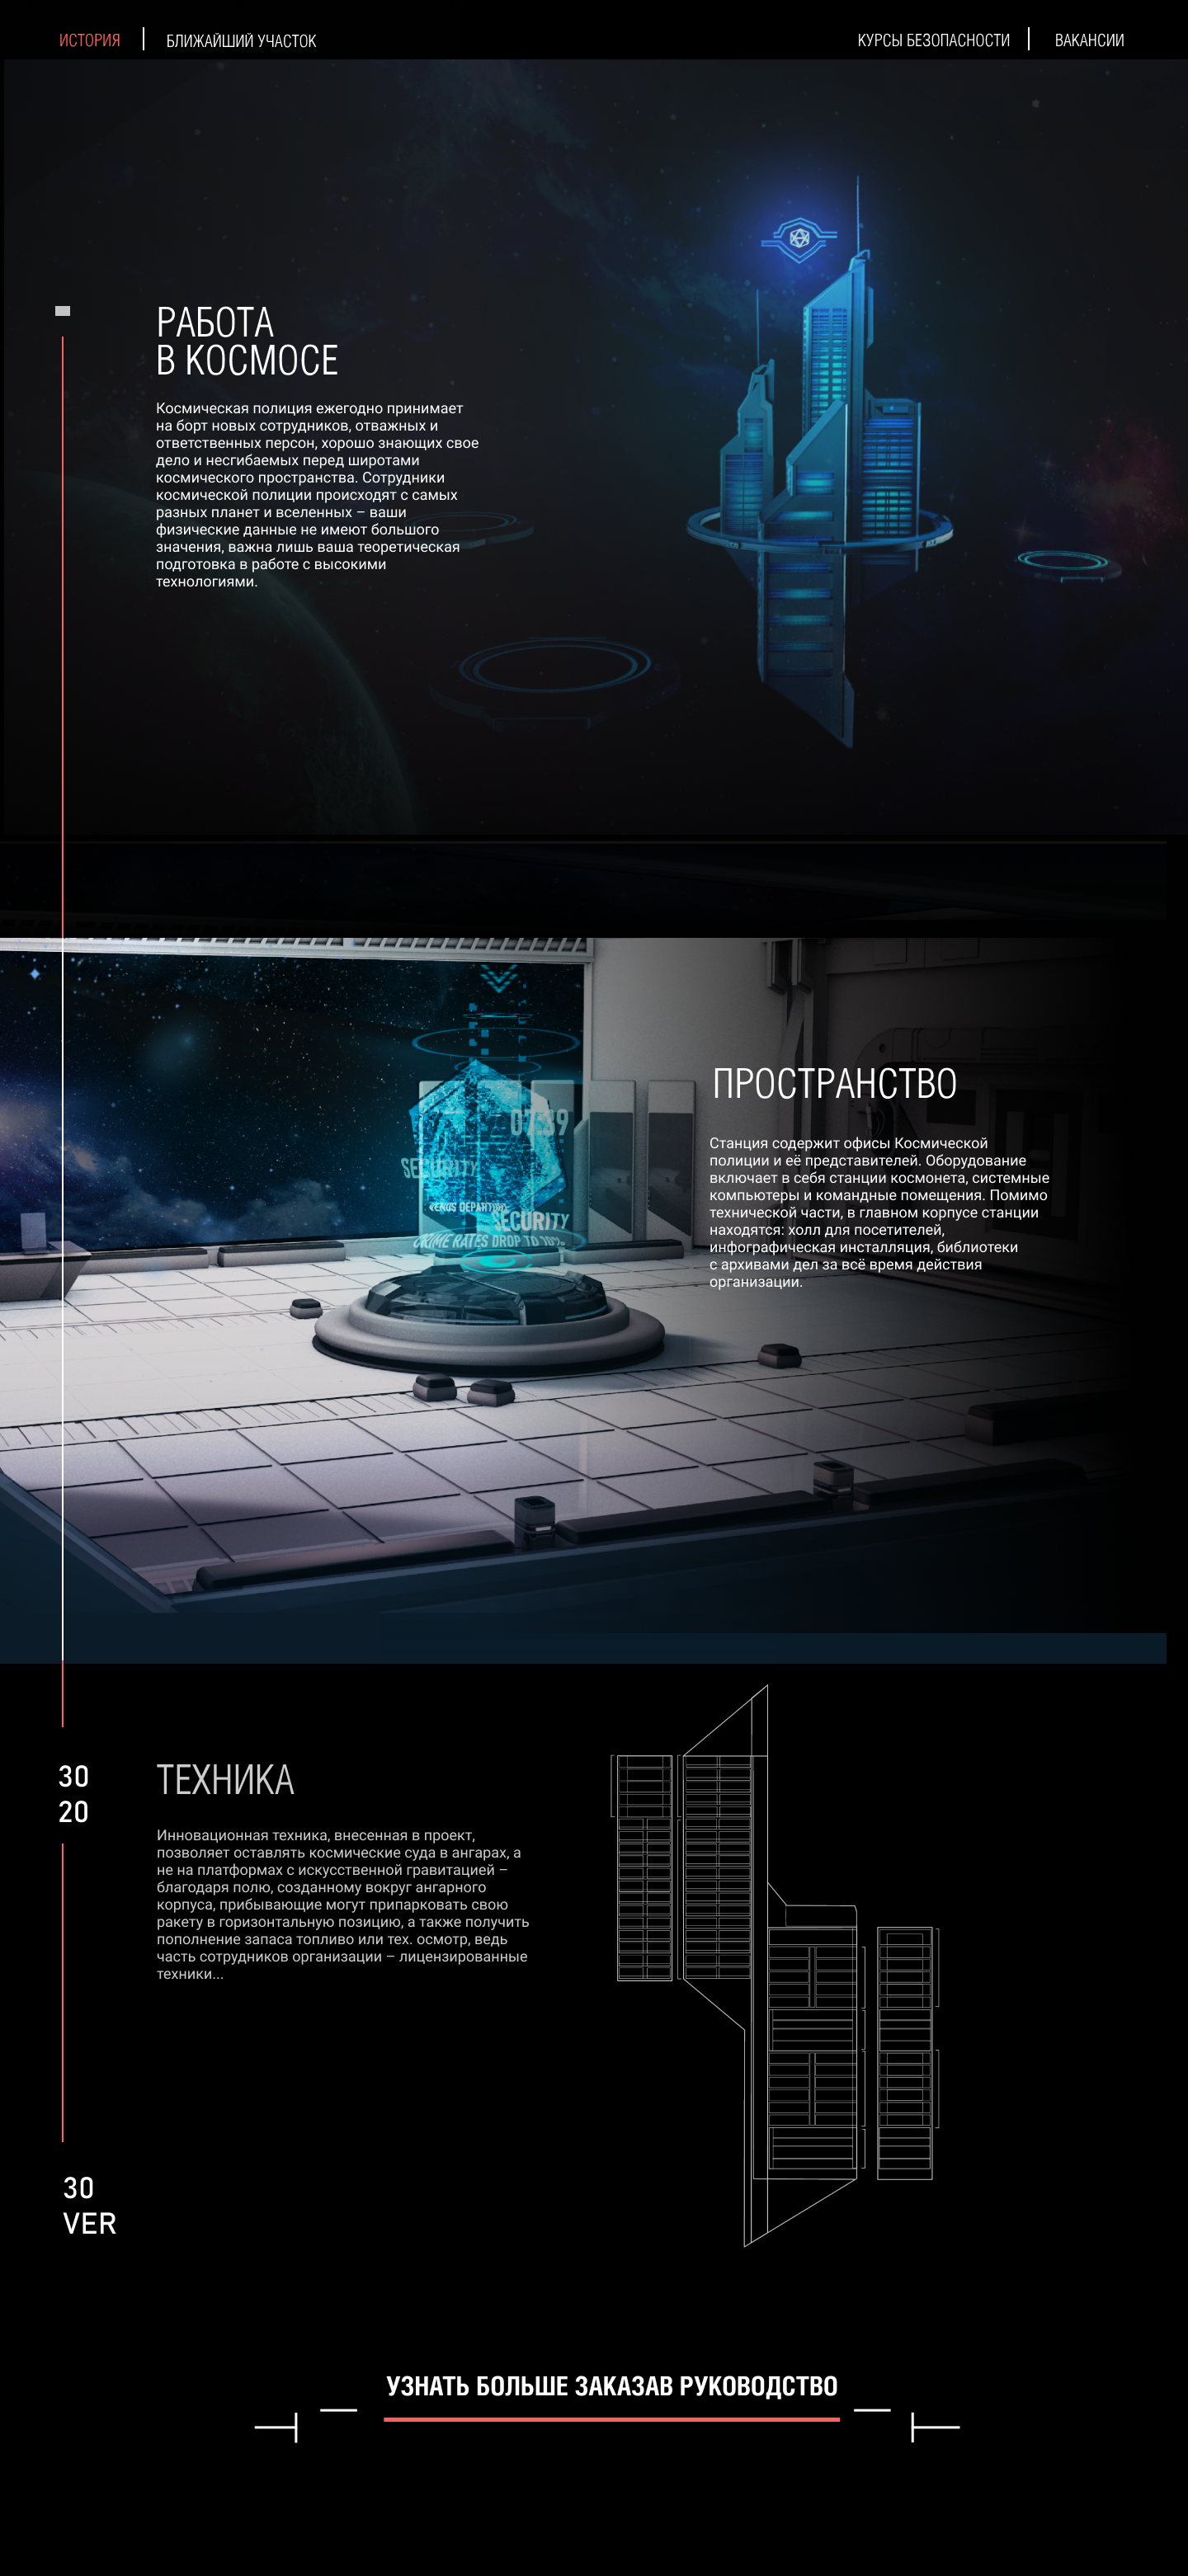 ИСТОРИЯ
БЛИЖАЙШИЙ УЧАСТОК
КУРСЫ БЕЗОПАСНОСТИ
ВАКАНСИИ
РАБОТА
В КОСМОСЕ
Космическая полиция ежегодно принимает
на борт новых сотрудников, отважных и
ответственных персон, хорошо знающих свое
дело и несгибаемых перед широтами
космического пространства. Сотрудники
космической полиции происходят с самых
разных планет и вселенных – ваши
физические данные не имеют большого
значения, важна лишь ваша теоретическая
подготовка в работе с высокими
технологиями.
07:39
SECURITY
SECURITY
CRIME RATES DROP TO 10%
ПРОСТРАНСТВО
Станция содержит офисы Космической
полиции и её представителей. Оборудование
включает в себя станции космонета, системные
компьютеры и командные помещения. Помимо
технической части, в главном корпусе станции
находятся: холл для посетителей,
инфографическая инсталляция, библиотеки
с архивами дел за всё время действия
организации.
30
20
ТЕХНИКА
Инновационная техника, внесенная в проект,
позволяет оставлять космические суда в ангарах, а
не на платформах с искусственной гравитацией –
благодаря полю, созданному вокруг ангарного
корпуса, прибывающие могут припарковать свою
ракету в горизонтальную позицию, а также получить
пополнение запаса топливо или тех. осмотр, ведь
часть сотрудников организации – лицензированные
техники...
30
VER
УЗНАТЬ БОЛЬШЕ ЗАКАЗАВ РУКОВОДСТВО